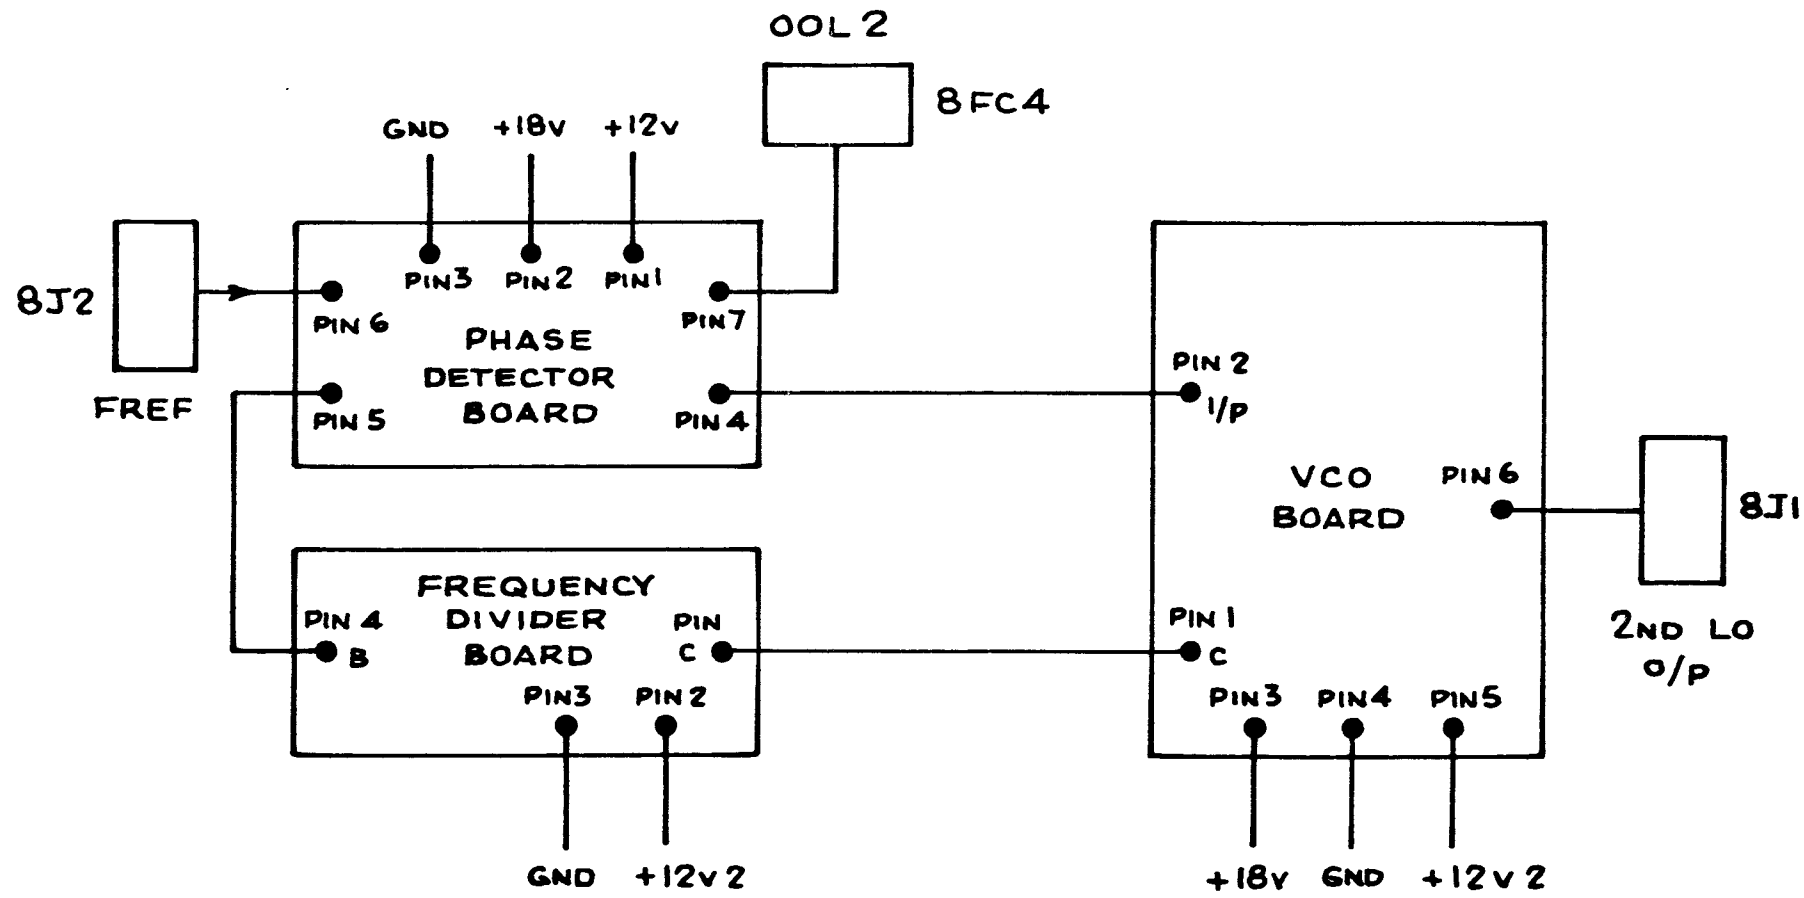 OOL 2
8FC4
GND +18V +12V
PIN3 PIN2 PIN1
8J2
PIN 6
PIN7
PHASE
DETECTOR
BOARD
FREF
PIN 5
PIN 4
PIN 2
I/P
VCO
BOARD
PIN 6
8J1
2ND LO
O/P
FREQUENCY
DIVIDER
BOARD
PIN 4
B
PIN
C
PIN 1
C
PIN3 PIN 2
PIN3 PIN4 PIN5
GND +12V 2
+18V GND +12V 2